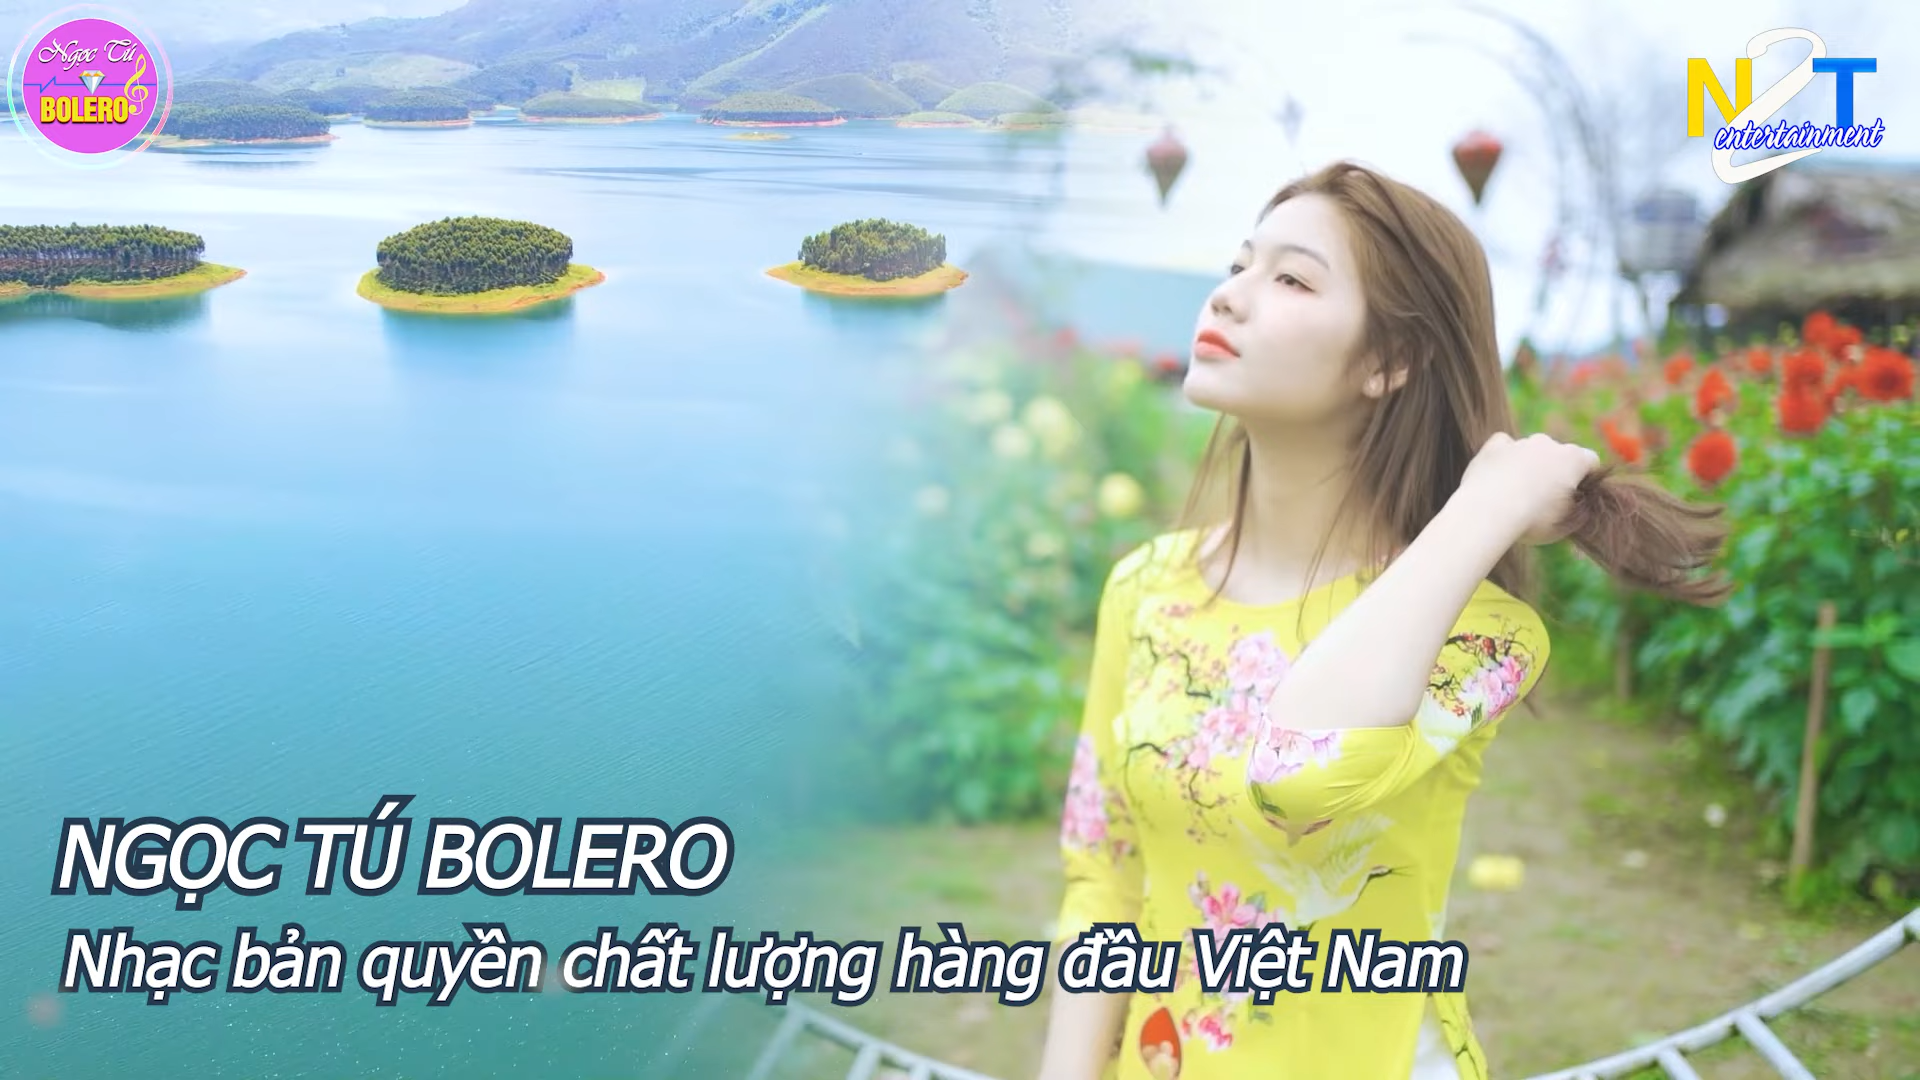 Ngọc Tú
BOLERO
N2T
entertainment
NGỌC TÚ BOLERO
Nhạc bản quyền chất lượng hàng đầu Việt Nam